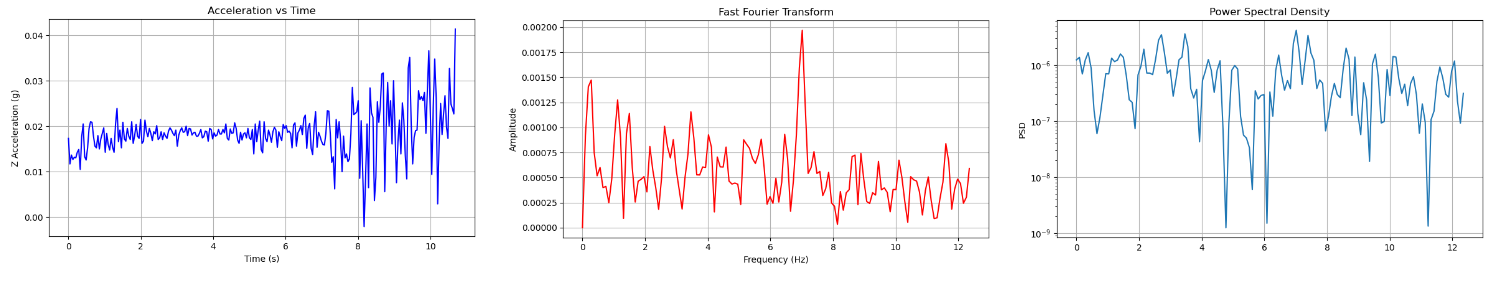 Acceleration vs Time
Z Acceleration (g)
0.04
0.03
0.02
0.01
0.00
0 2 4 6 8 10
Time (s)
Fast Fourier Transform
Amplitude
0.00200
0.00175
0.00150
0.00125
0.00100
0.00075
0.00050
0.00025
0.00000
0 2 4 6 8 10 12
Frequency (Hz)
Power Spectral Density
PSD
10⁻⁶
10⁻⁷
10⁻⁸
10⁻⁹
0 2 4 6 8 10 12